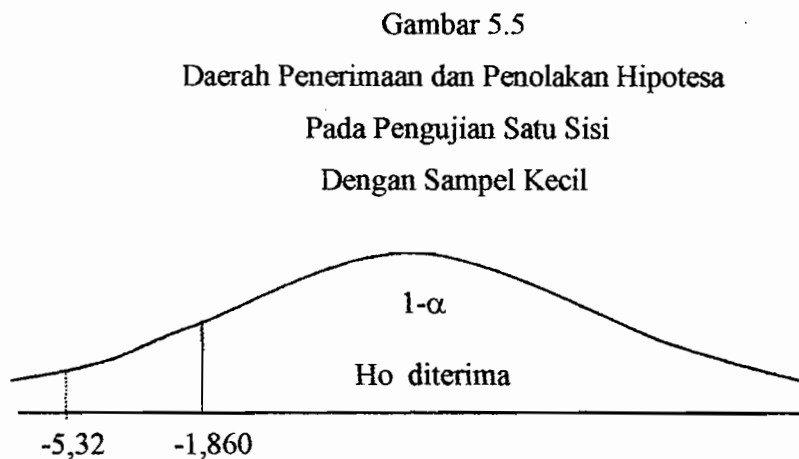 Gambar 5.5
Daerah Penerimaan dan Penolakan Hipotesa
Pada Pengujian Satu Sisi
Dengan Sampel Kecil
1-α
Ho diterima
-5,32 -1,860